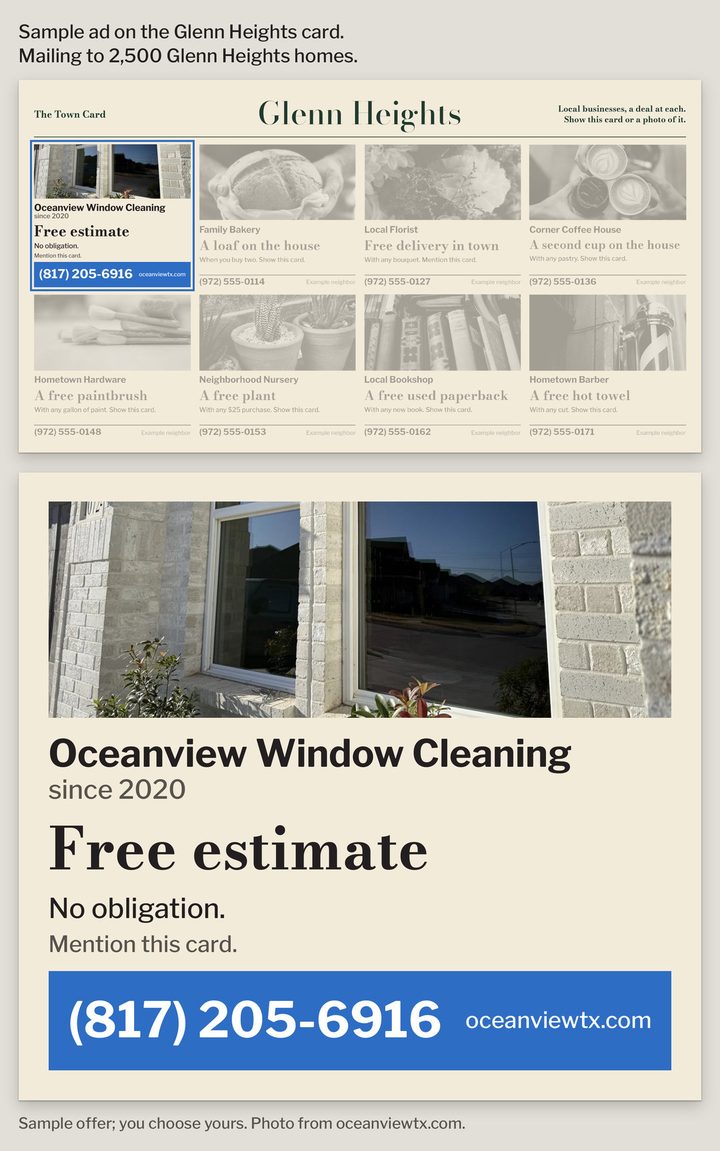 Sample ad on the Glenn Heights card.
Mailing to 2,500 Glenn Heights homes.
The Town Card
Glenn Heights
Local businesses, a deal at each.
Show this card or a photo of it.
Oceanview Window Cleaning
since 2020
Free estimate
No obligation.
Mention this card.
(817) 205-6916 oceanviewtx.com
Family Bakery
A loaf on the house
When you buy two. Show this card.
(972) 555-0114 Example neighbor
Local Florist
Free delivery in town
With any bouquet. Mention this card.
(972) 555-0127 Example neighbor
Corner Coffee House
A second cup on the house
With any pastry. Show this card.
(972) 555-0136 Example neighbor
Hometown Hardware
A free paintbrush
With any gallon of paint. Show this card.
(972) 555-0148 Example neighbor
Neighborhood Nursery
A free plant
With any $25 purchase. Show this card.
(972) 555-0153 Example neighbor
Local Bookshop
A free used paperback
With any new book. Show this card.
(972) 555-0162 Example neighbor
Hometown Barber
A free hot towel
With any cut. Show this card.
(972) 555-0171 Example neighbor
Oceanview Window Cleaning
since 2020
Free estimate
No obligation.
Mention this card.
(817) 205-6916 oceanviewtx.com
Sample offer; you choose yours. Photo from oceanviewtx.com.